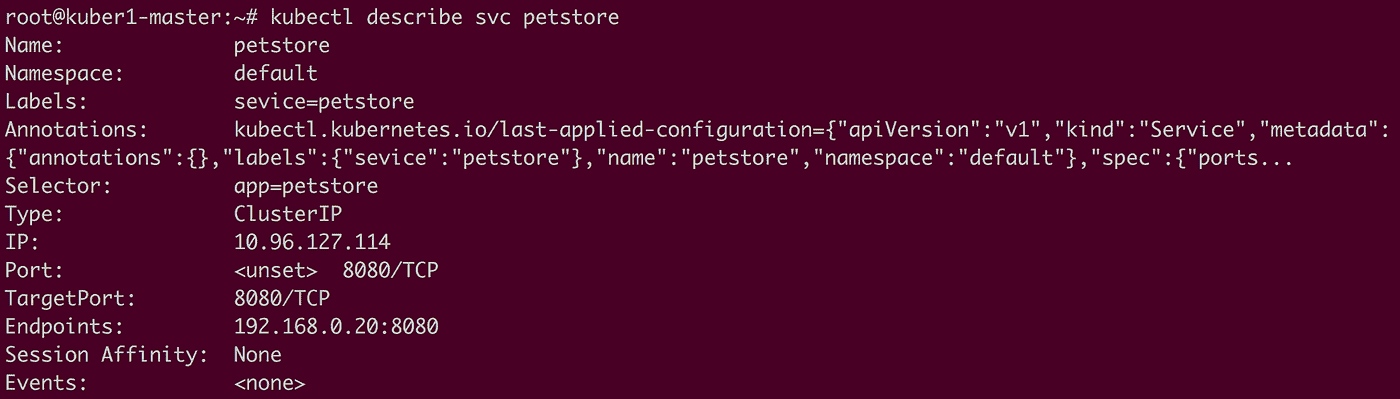 root@kuber1-master:~# kubectl describe svc petstore
Name:              petstore
Namespace:         default
Labels:            sevice=petstore
Annotations:       kubectl.kubernetes.io/last-applied-configuration={"apiVersion":"v1","kind":"Service","metadata":
{"annotations":{},"labels":{"sevice":"petstore"},"name":"petstore","namespace":"default"},"spec":{"ports...
Selector:          app=petstore
Type:              ClusterIP
IP:                10.96.127.114
Port:              <unset>  8080/TCP
TargetPort:        8080/TCP
Endpoints:         192.168.0.20:8080
Session Affinity:  None
Events:            <none>